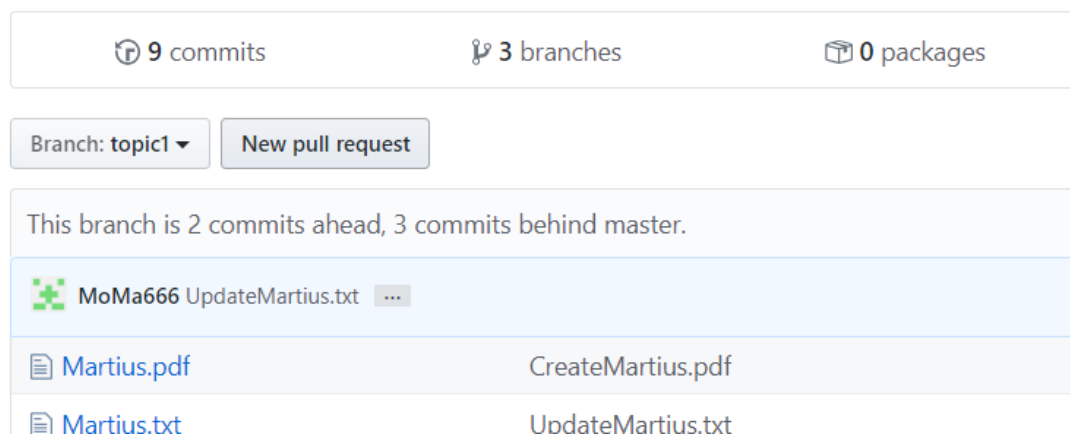 9 commits 3 branches 0 packages
Branch: topic1 New pull request
This branch is 2 commits ahead, 3 commits behind master.
MoMa666 UpdateMartius.txt ...
Martius.pdf CreateMartius.pdf
Martius.txt UpdateMartius.txt